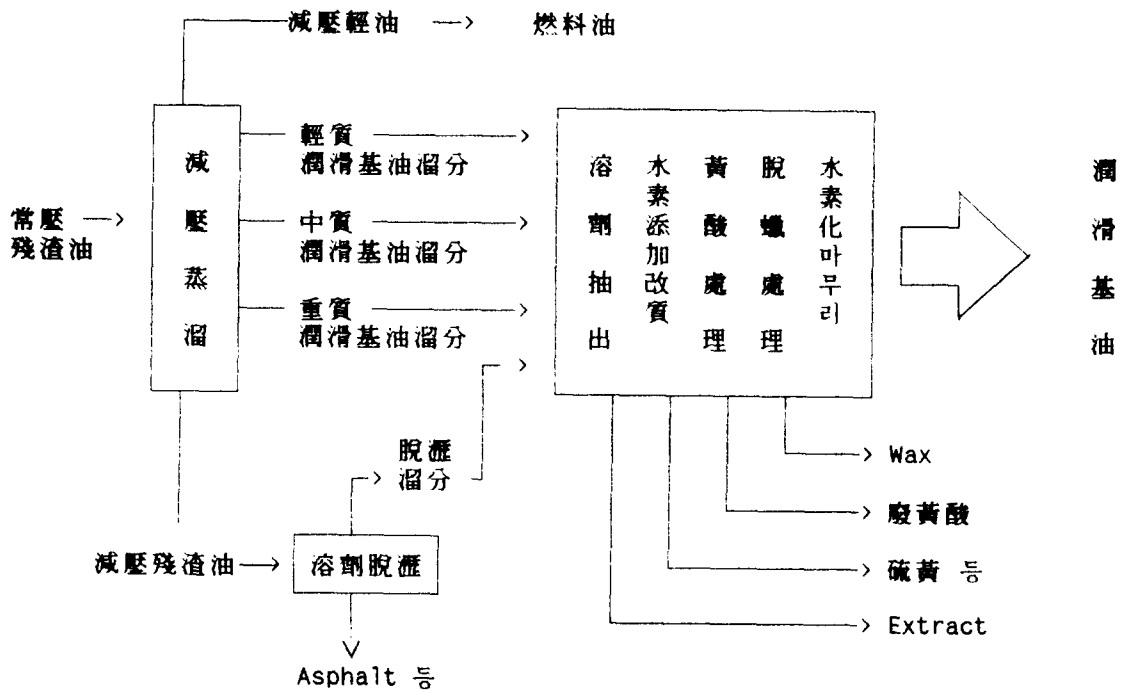 減壓輕油
燃料油
減壓蒸溜
常壓
殘渣油
輕質
潤滑基油溜分
中質
潤滑基油溜分
重質
潤滑基油溜分
溶劑抽出
水素添加改質
黃酸處理
脫蠟處理
水素化마무리
潤滑基油
脫瀝
溜分
減壓殘渣油
溶劑脫瀝
Asphalt 등
Wax
廢黃酸
硫黃 등
Extract